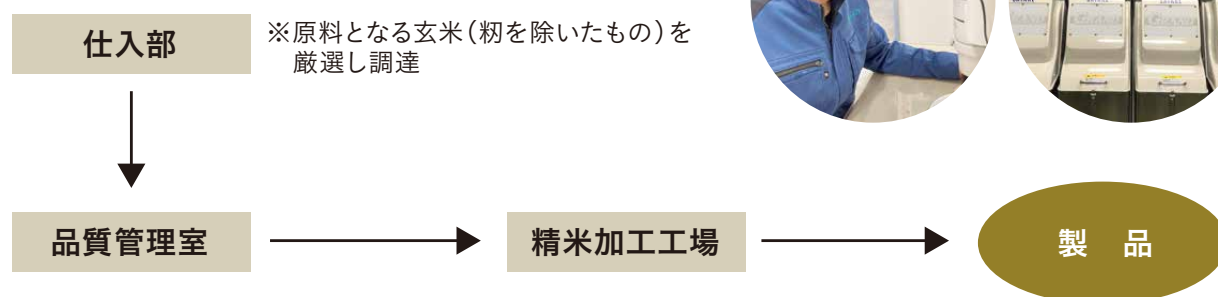 仕入部
※原料となる玄米(籾を除いたもの)を
厳選し調達
品質管理室
精米加工工場
製 品